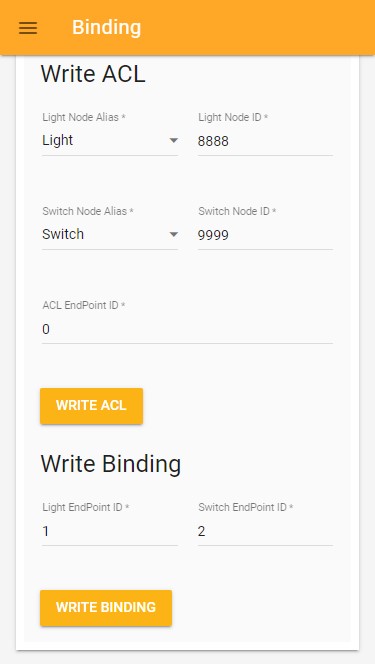 Binding
Write ACL
Light Node Alias * Light Node ID *
Light 8888
Switch Node Alias * Switch Node ID *
Switch 9999
ACL EndPoint ID *
0
WRITE ACL
Write Binding
Light EndPoint ID * Switch EndPoint ID *
1 2
WRITE BINDING